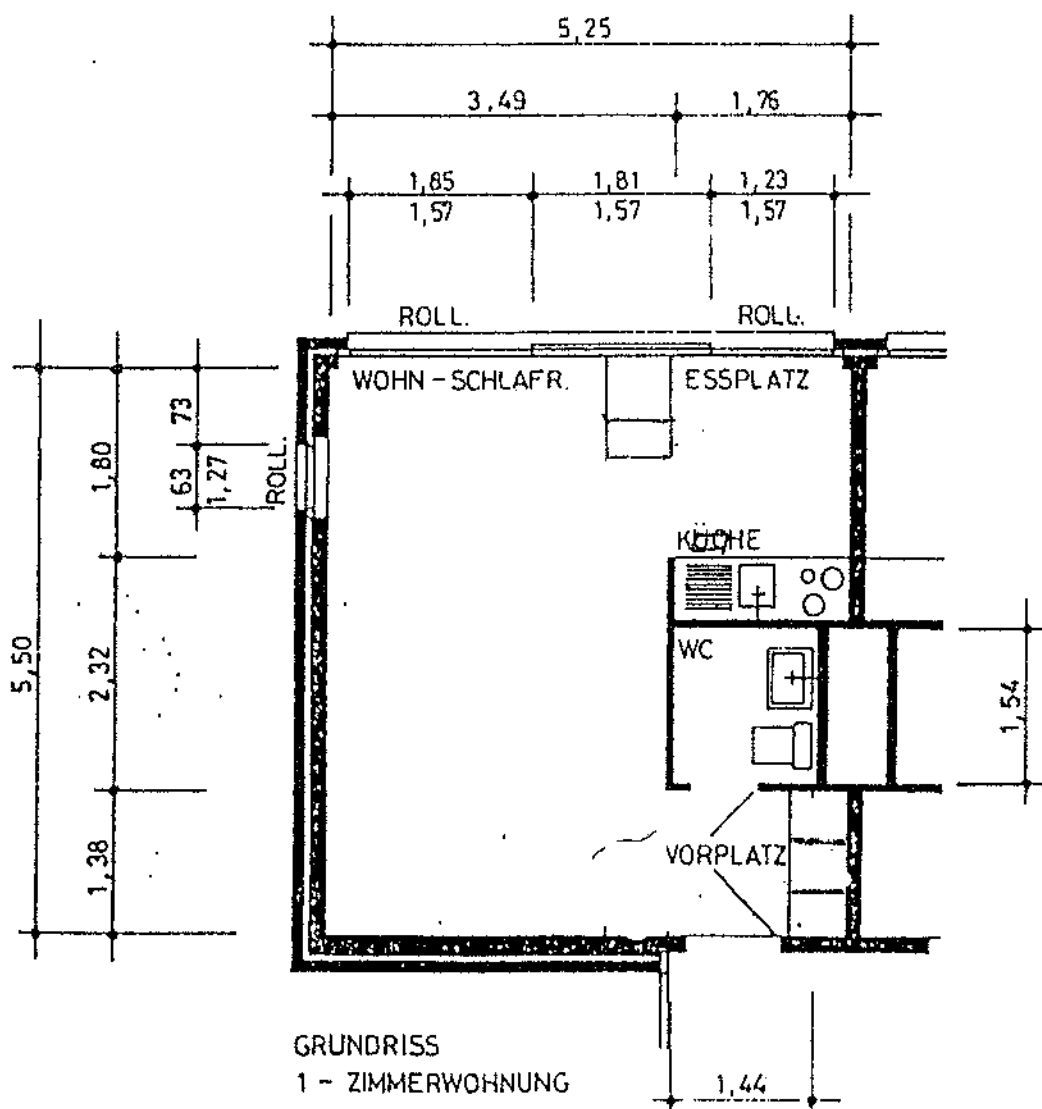 5,25
3,49
1,76
1,85
1,81
1,23
1,57
1,57
1,57
ROLL.
ROLL.
WOHN - SCHLAFR.
ESSPLATZ
73
1,80
63
1,27
ROLL.
KÜCHE
5,50
2,32
WC
1,54
1,38
VORPLATZ
GRUNDRISS
1 - ZIMMERWOHNUNG
1,44